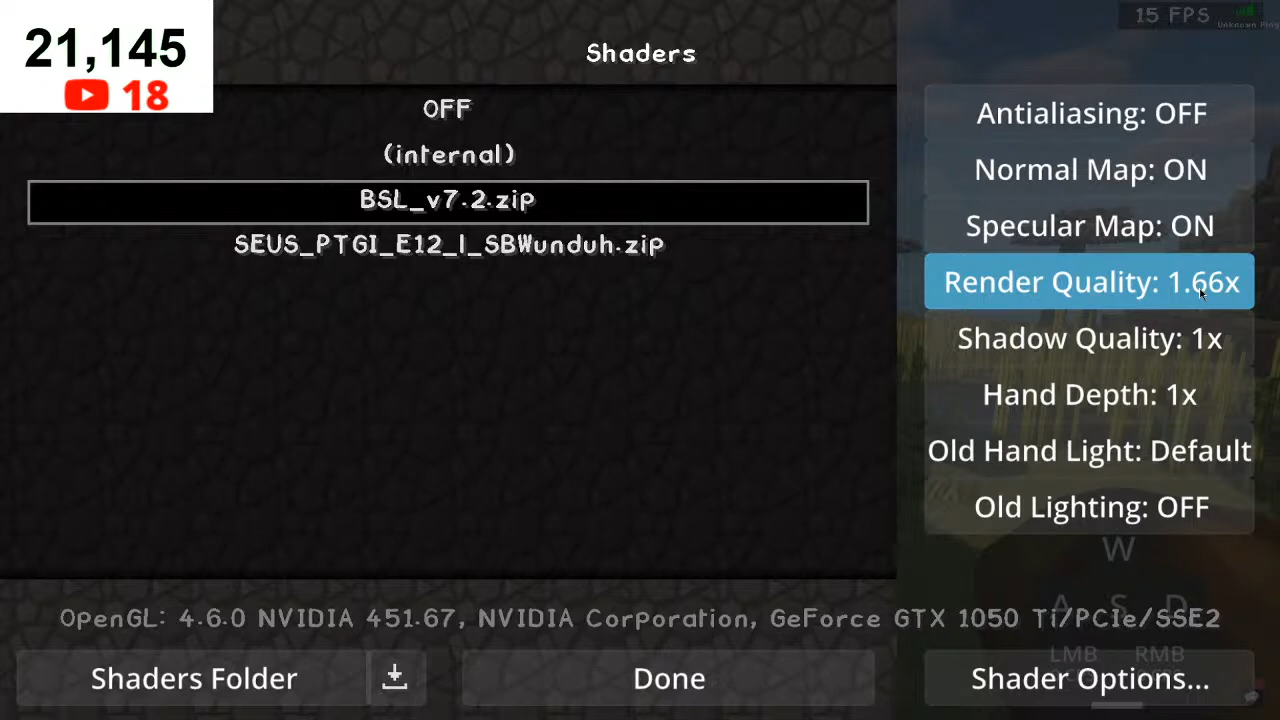 21,145
18
15 FPS
Unknown Ping
Shaders
OFF
(internal)
BSL_v7.2.zip
SEUS_PTGI_E12_1_SBWunduh.zip
Antialiasing: OFF
Normal Map: ON
Specular Map: ON
Render Quality: 1.66x
Shadow Quality: 1x
Hand Depth: 1x
Old Hand Light: Default
Old Lighting: OFF
W
A S D
OpenGL: 4.6.0 NVIDIA 451.67, NVIDIA Corporation, GeForce GTX 1050 Ti/PCIe/SSE2
LMB RMB
Shaders Folder
Done
Shader Options...